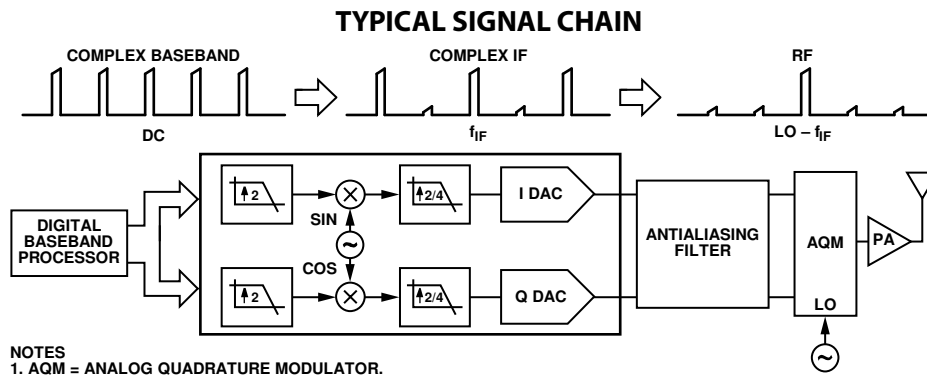 TYPICAL SIGNAL CHAIN
COMPLEX BASEBAND
COMPLEX IF
RF
DC
fIF
LO – fIF
2
2/4
I DAC
SIN
DIGITAL
BASEBAND
PROCESSOR
ANTIALIASING
FILTER
AQM
PA
COS
2
2/4
Q DAC
LO
NOTES
1. AQM = ANALOG QUADRATURE MODULATOR.